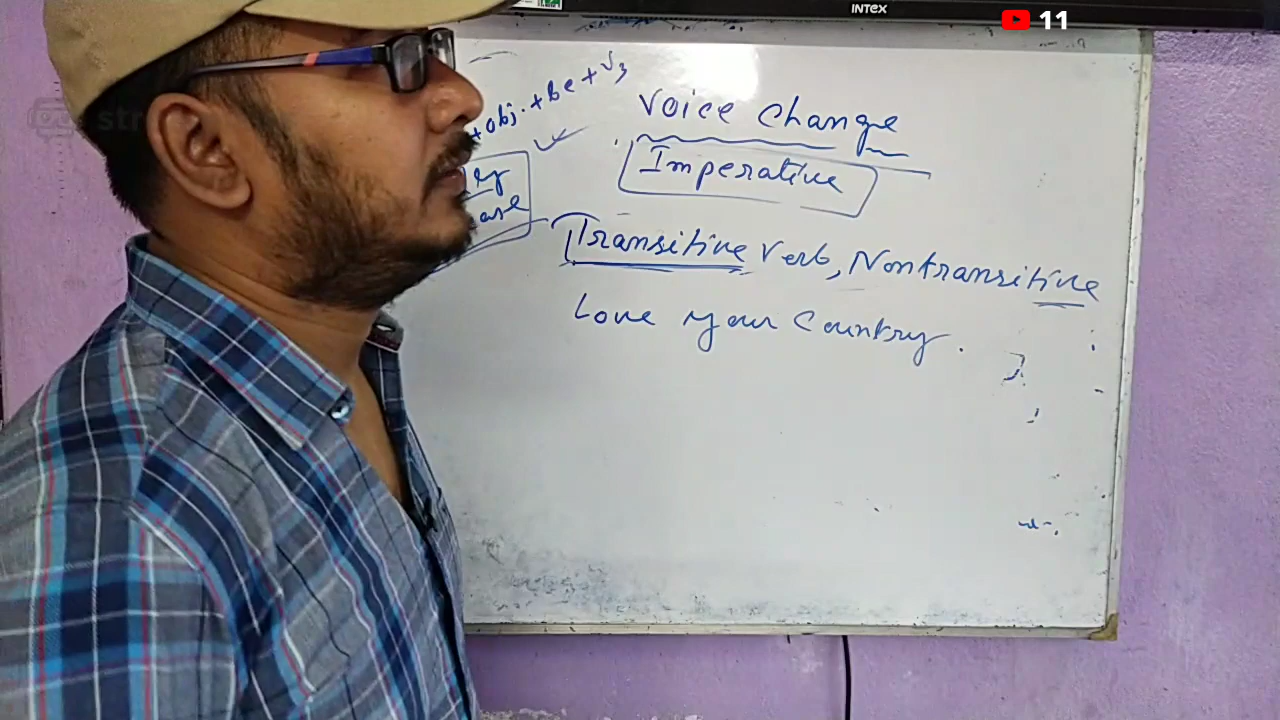 INTEX
11
+ obj. + be + V3
Voice Change
Imperative
Transitive Verb, Nontransitive
Love your Country.